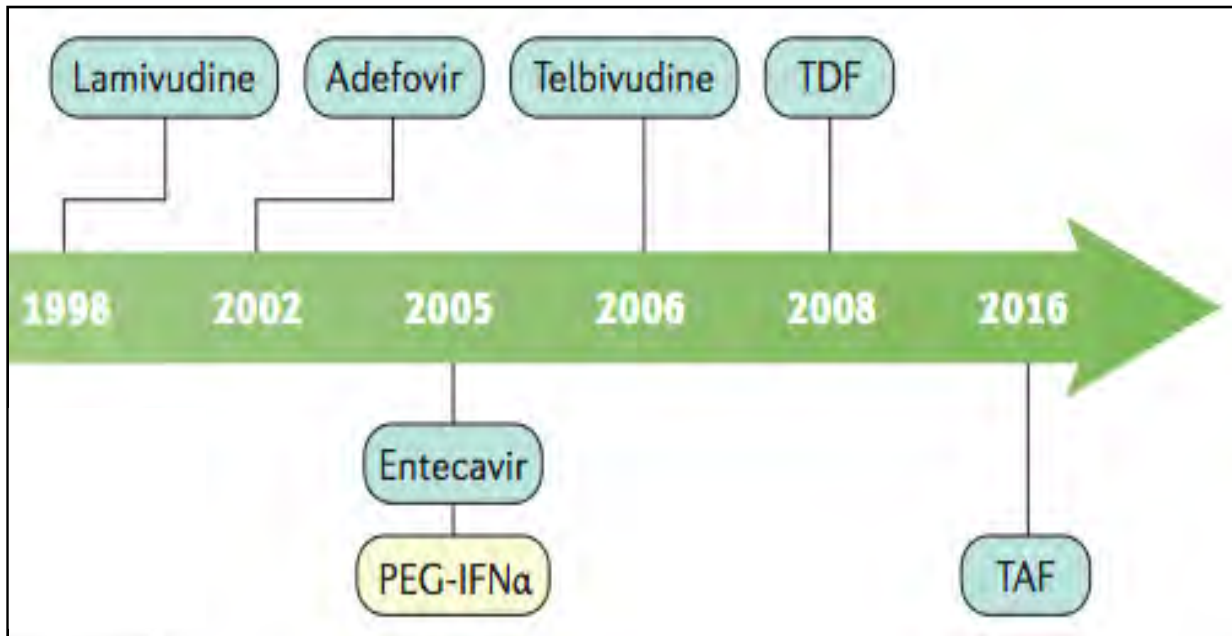 Lamivudine
Adefovir
Telbivudine
TDF
1998
2002
2005
2006
2008
2016
Entecavir
PEG-IFNα
TAF